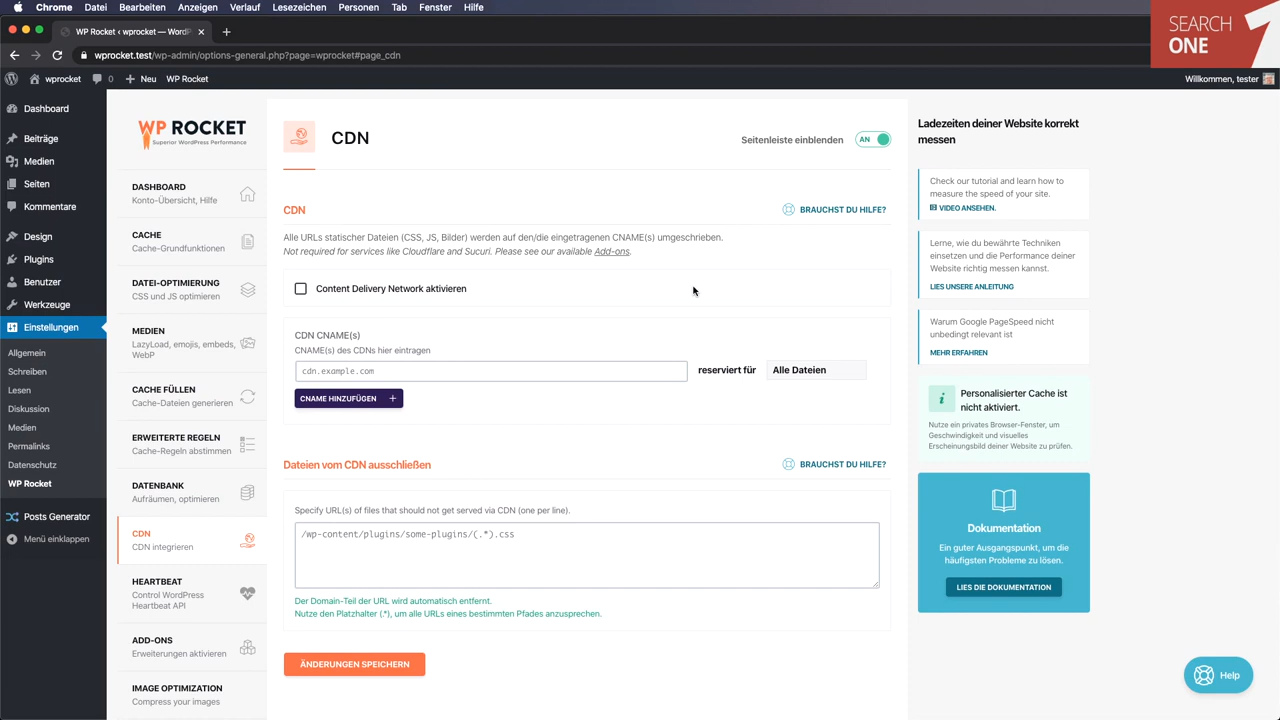 Chrome Ablage Bearbeiten Anzeigen Verlauf Lesezeichen Personen Tab Fenster Hilfe
SEARCH
ONE
WP Rocket ‹ wprocket — WordP
wprocket.test/wp-admin/options-general.php?page=wprocket#page_cdn
wprocket 0 Neu WP Rocket
Willkommen, tester
Dashboard
Beiträge
Medien
Seiten
Kommentare
Design
Plugins
Benutzer
Werkzeuge
Einstellungen
Allgemein
Schreiben
Lesen
Diskussion
Medien
Permalinks
Datenschutz
WP Rocket
Posts Generator
Menü einklappen
WP ROCKET
Superior WordPress Performance
DASHBOARD
Konto-Übersicht, Hilfe
CACHE
Cache-Grundfunktionen
DATEI-OPTIMIERUNG
CSS und JS optimieren
MEDIEN
LazyLoad, emojis, embeds,
WebP
CACHE FÜLLEN
Cache-Dateien generieren
ERWEITERTE REGELN
Cache-Regeln abstimmen
DATENBANK
Aufräumen, optimieren
CDN
CDN integrieren
HEARTBEAT
Control WordPress
Heartbeat API
ADD-ONS
Erweiterungen aktivieren
IMAGE OPTIMIZATION
Compress your images
CDN
Seitenleiste einblenden AN
CDN
BRAUCHST DU HILFE?
Alle URLs statischer Dateien (CSS, JS, Bilder) werden auf den/die eingetragenen CNAME(s) umgeschrieben.
Not required for services like Cloudflare and Sucuri. Please see our available Add-ons.
Content Delivery Network aktivieren
CDN CNAME(s)
CNAME(s) des CDNs hier eintragen
cdn.example.com
reserviert für Alle Dateien
CNAME HINZUFÜGEN +
Dateien vom CDN ausschließen
BRAUCHST DU HILFE?
Specify URL(s) of files that should not get served via CDN (one per line).
/wp-content/plugins/some-plugins/(.*).css
Der Domain-Teil der URL wird automatisch entfernt.
Nutze den Platzhalter (.*), um alle URLs eines bestimmten Pfades anzusprechen.
ÄNDERUNGEN SPEICHERN
Ladezeiten deiner Website korrekt
messen
Check our tutorial and learn how to
measure the speed of your site.
VIDEO ANSEHEN.
Lerne, wie du bewährte Techniken
einsetzen und die Performance deiner
Website richtig messen kannst.
LIES UNSERE ANLEITUNG
Warum Google PageSpeed nicht
unbedingt relevant ist
MEHR ERFAHREN
Personalisierter Cache ist
nicht aktiviert.
Nutze ein privates Browser-Fenster, um
Geschwindigkeit und visuelles
Erscheinungsbild deiner Website zu prüfen.
Dokumentation
Ein guter Ausgangspunkt, um die
häufigsten Probleme zu lösen.
LIES DIE DOKUMENTATION
Help